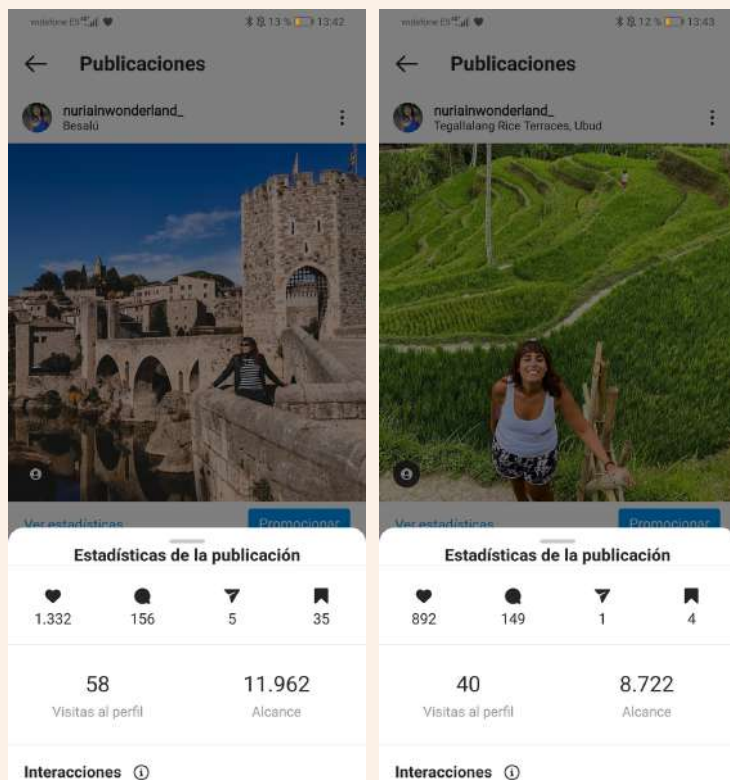 vodafone ES 13 % 13:42
← Publicaciones
nuriainwonderland_
Besalú
Ver estadísticas Promocionar
Estadísticas de la publicación
1.332 156 5 35
58 11.962
Visitas al perfil Alcance
Interacciones
vodafone ES 12 % 13:43
← Publicaciones
nuriainwonderland_
Tegallalang Rice Terraces, Ubud
Ver estadísticas Promocionar
Estadísticas de la publicación
892 149 1 4
40 8.722
Visitas al perfil Alcance
Interacciones